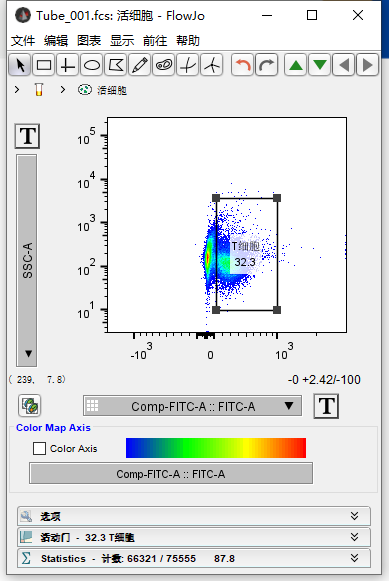 Tube_001.fcs: 活细胞 - FlowJo
文件 编辑 图表 显示 前往 帮助
活细胞
T
10^5
10^4
10^3
10^2
10^1
SSC-A
T细胞
32.3
-10^3 0 10^3
( 239, 7.8) -0 +2.42/-100
Comp-FITC-A :: FITC-A
T
Color Map Axis
Color Axis
Comp-FITC-A :: FITC-A
选项
活动门 - 32.3 T细胞
Statistics - 计数: 66321 / 75555 87.8